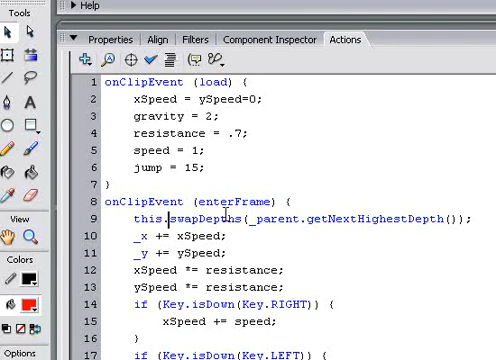 Help
Tools
Properties Align Filters Component Inspector Actions
1 onClipEvent (load) {
2 xSpeed = ySpeed=0;
3 gravity = 2;
4 resistance = .7;
5 speed = 1;
6 jump = 15;
7 }
8 onClipEvent (enterFrame) {
9 this.swapDepths(_parent.getNextHighestDepth());
10 _x += xSpeed;
11 _y += ySpeed;
12 xSpeed *= resistance;
13 ySpeed *= resistance;
14 if (Key.isDown(Key.RIGHT)) {
15 xSpeed += speed;
16 }
17 if (Key.isDown(Key.LEFT)) {
View
Colors
Options